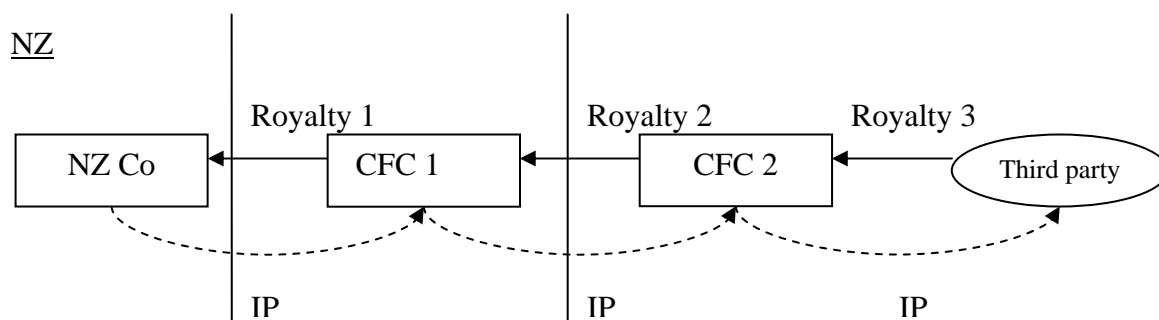 NZ
Royalty 1
Royalty 2
Royalty 3
NZ Co
CFC 1
CFC 2
Third party
IP
IP
IP